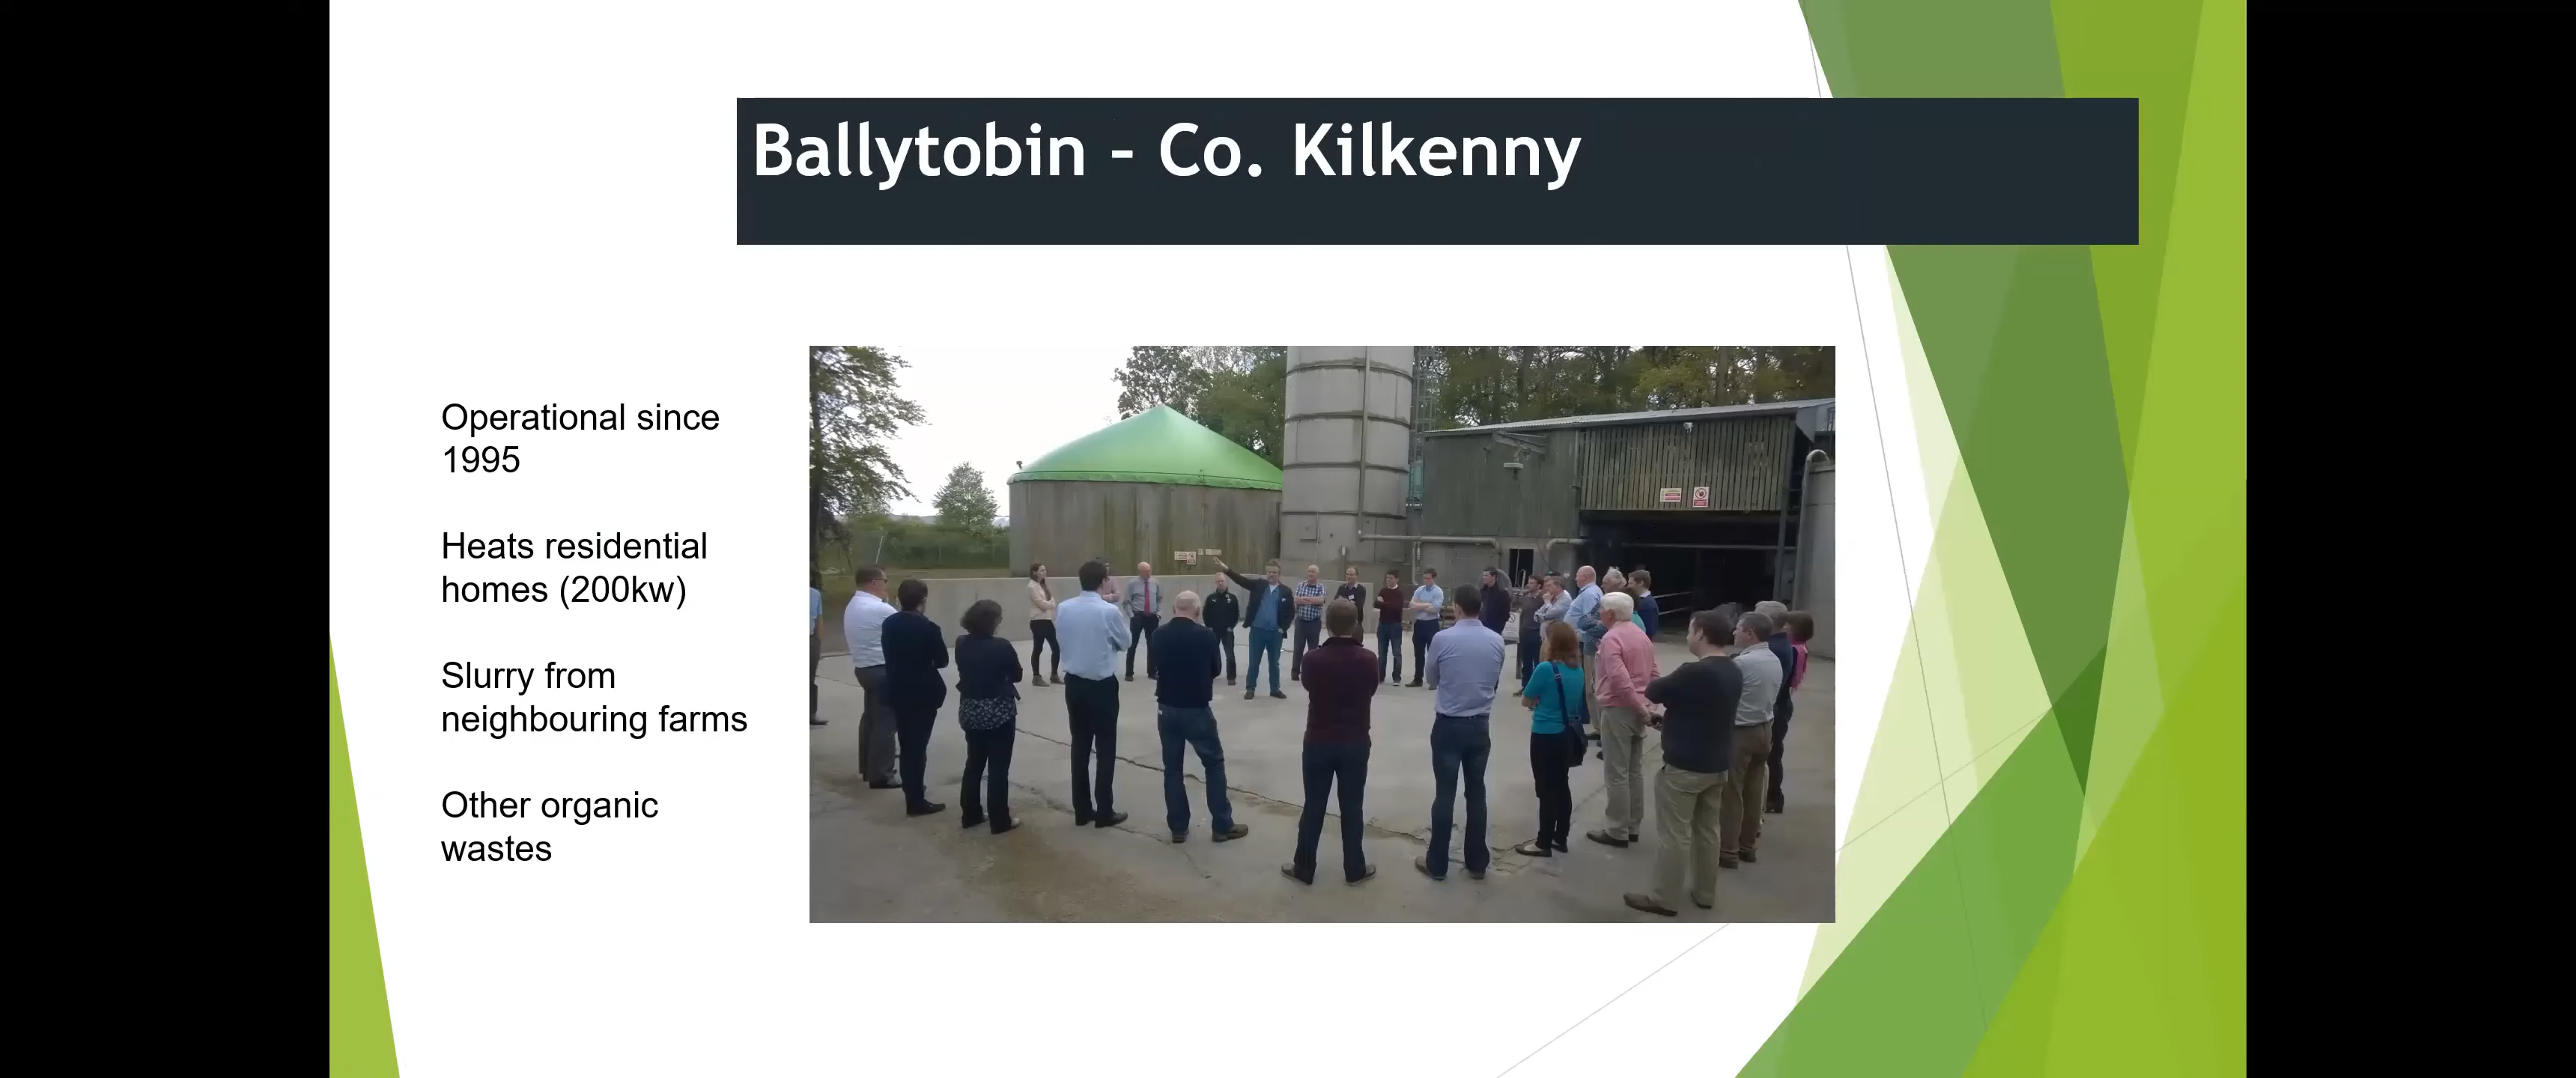 Ballytobin – Co. Kilkenny
Operational since
1995
Heats residential
homes (200kw)
Slurry from
neighbouring farms
Other organic
wastes